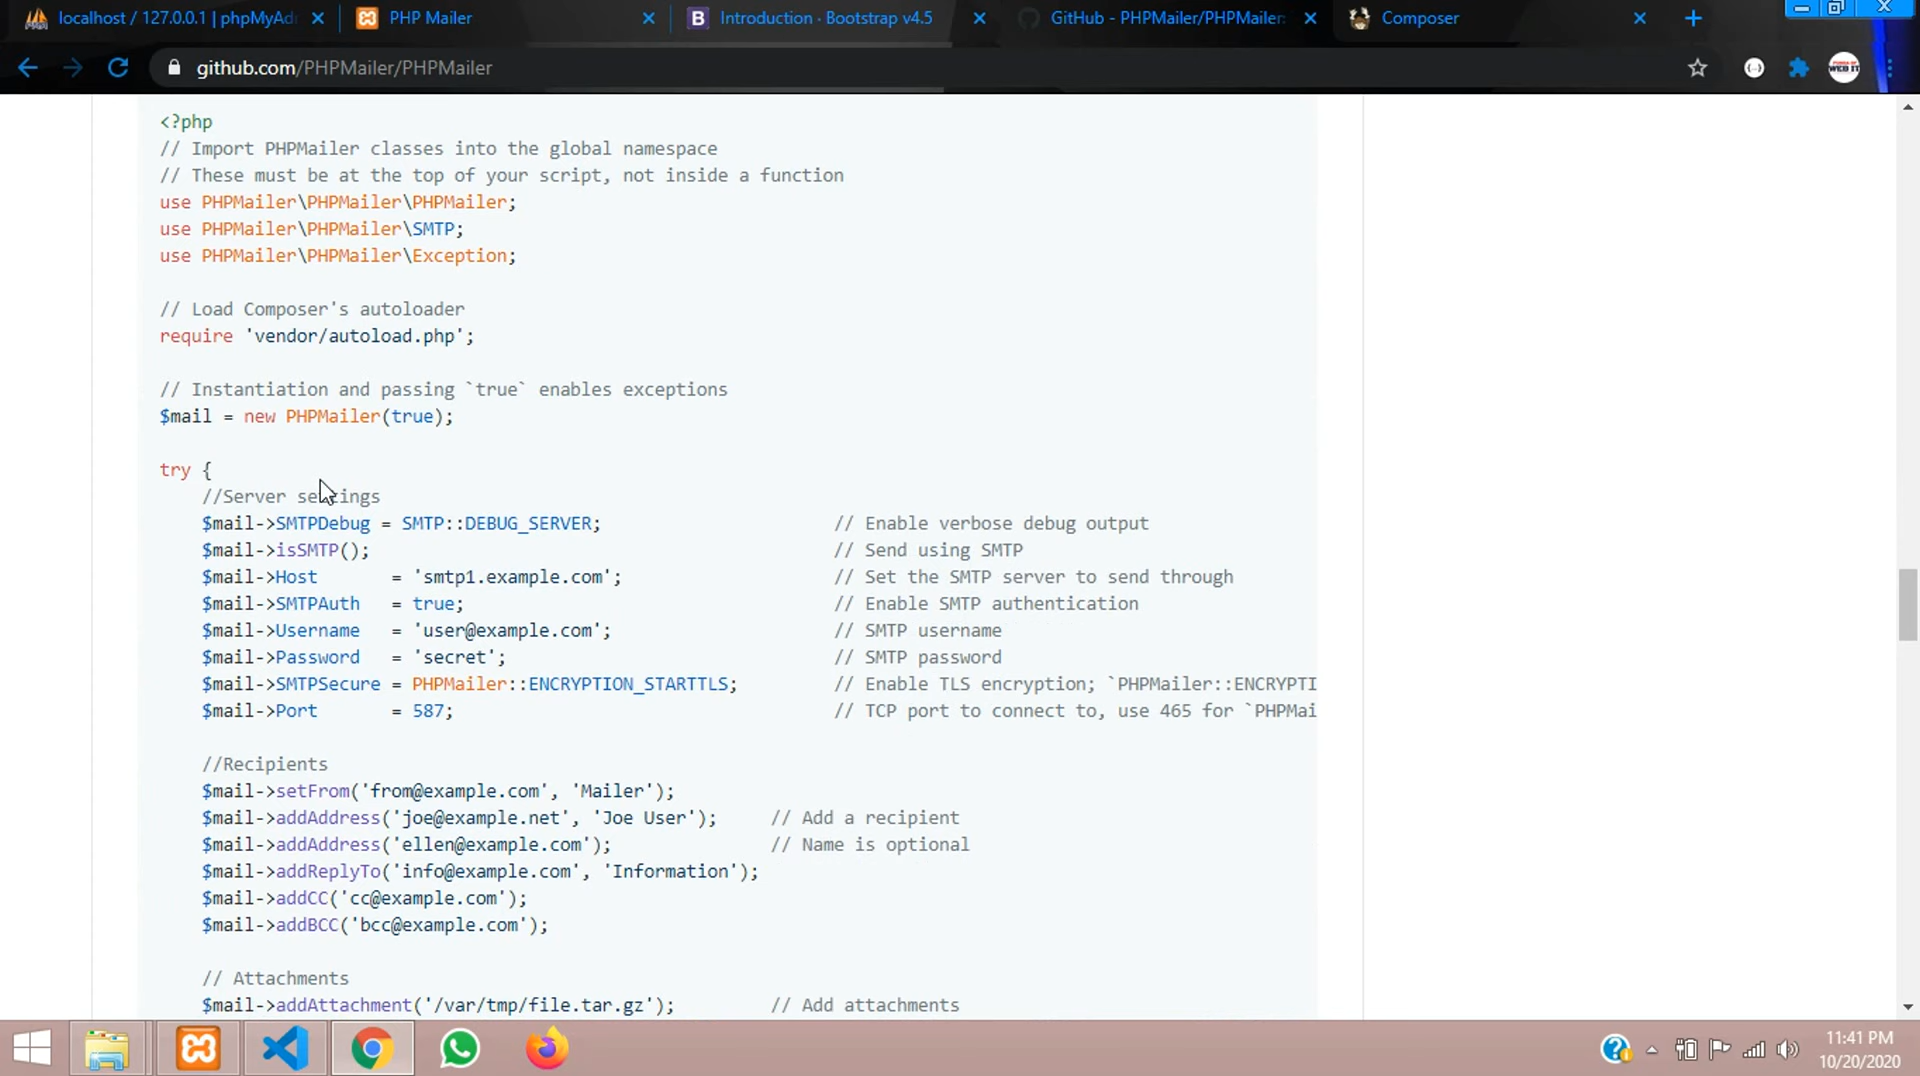 localhost / 127.0.0.1 | phpMyAdr
PHP Mailer
Introduction · Bootstrap v4.5
GitHub - PHPMailer/PHPMailer:
Composer
github.com/PHPMailer/PHPMailer
<?php
// Import PHPMailer classes into the global namespace
// These must be at the top of your script, not inside a function
use PHPMailer\PHPMailer\PHPMailer;
use PHPMailer\PHPMailer\SMTP;
use PHPMailer\PHPMailer\Exception;
// Load Composer's autoloader
require 'vendor/autoload.php';
// Instantiation and passing `true` enables exceptions
$mail = new PHPMailer(true);
try {
//Server settings
$mail->SMTPDebug = SMTP::DEBUG_SERVER; // Enable verbose debug output
$mail->isSMTP(); // Send using SMTP
$mail->Host = 'smtp1.example.com'; // Set the SMTP server to send through
$mail->SMTPAuth = true; // Enable SMTP authentication
$mail->Username = 'user@example.com'; // SMTP username
$mail->Password = 'secret'; // SMTP password
$mail->SMTPSecure = PHPMailer::ENCRYPTION_STARTTLS; // Enable TLS encryption; `PHPMailer::ENCRYPTI
$mail->Port = 587; // TCP port to connect to, use 465 for `PHPMai
//Recipients
$mail->setFrom('from@example.com', 'Mailer');
$mail->addAddress('joe@example.net', 'Joe User'); // Add a recipient
$mail->addAddress('ellen@example.com'); // Name is optional
$mail->addReplyTo('info@example.com', 'Information');
$mail->addCC('cc@example.com');
$mail->addBCC('bcc@example.com');
// Attachments
$mail->addAttachment('/var/tmp/file.tar.gz'); // Add attachments
11:41 PM
10/20/2020